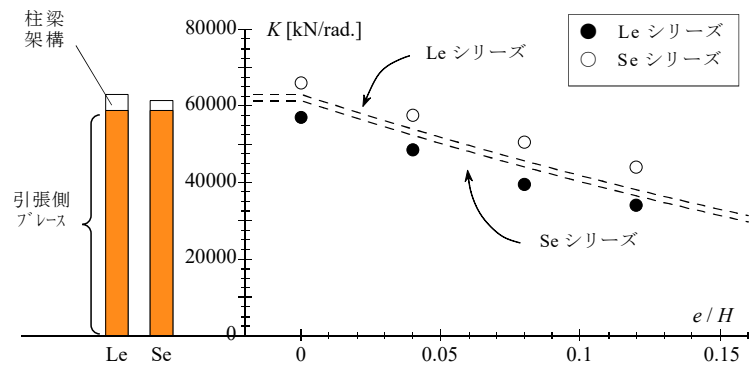 柱梁
架構
引張側
ブレース
Le
Se
K [kN/rad.]
80000
60000
40000
20000
0
Le シリーズ
Se シリーズ
Le シリーズ
Se シリーズ
e / H
0
0.05
0.1
0.15